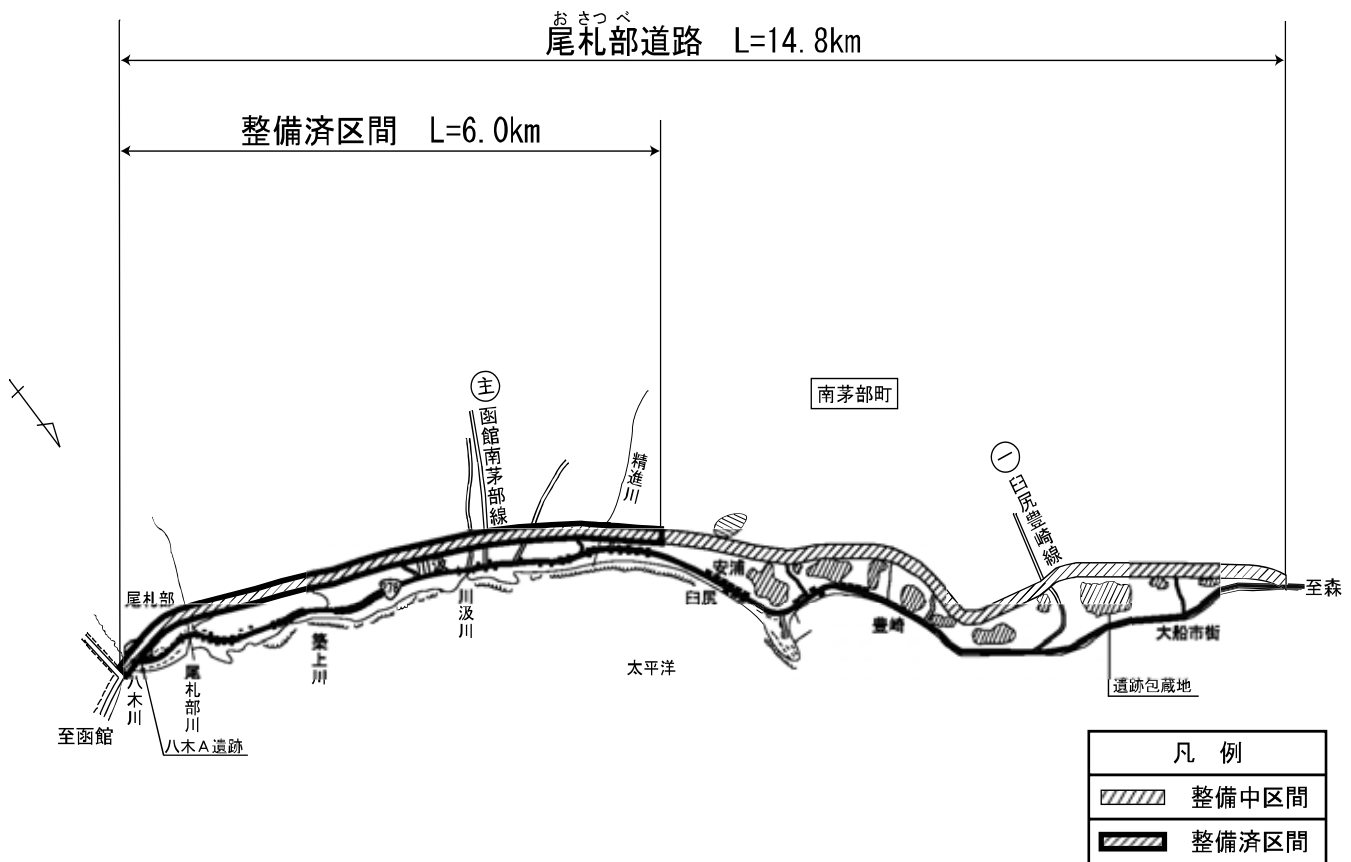 おさつべ
尾札部道路 L=14.8km
整備済区間 L=6.0km
主
函館南茅部線
南茅部町
精進川
一
臼尻豊崎線
安浦
川汲
尾札部
臼尻
至森
川汲川
豊崎
大船市街
築上川
太平洋
八木川
尾札部川
遺跡包蔵地
至函館
八木A遺跡
凡 例
整備中区間
整備済区間